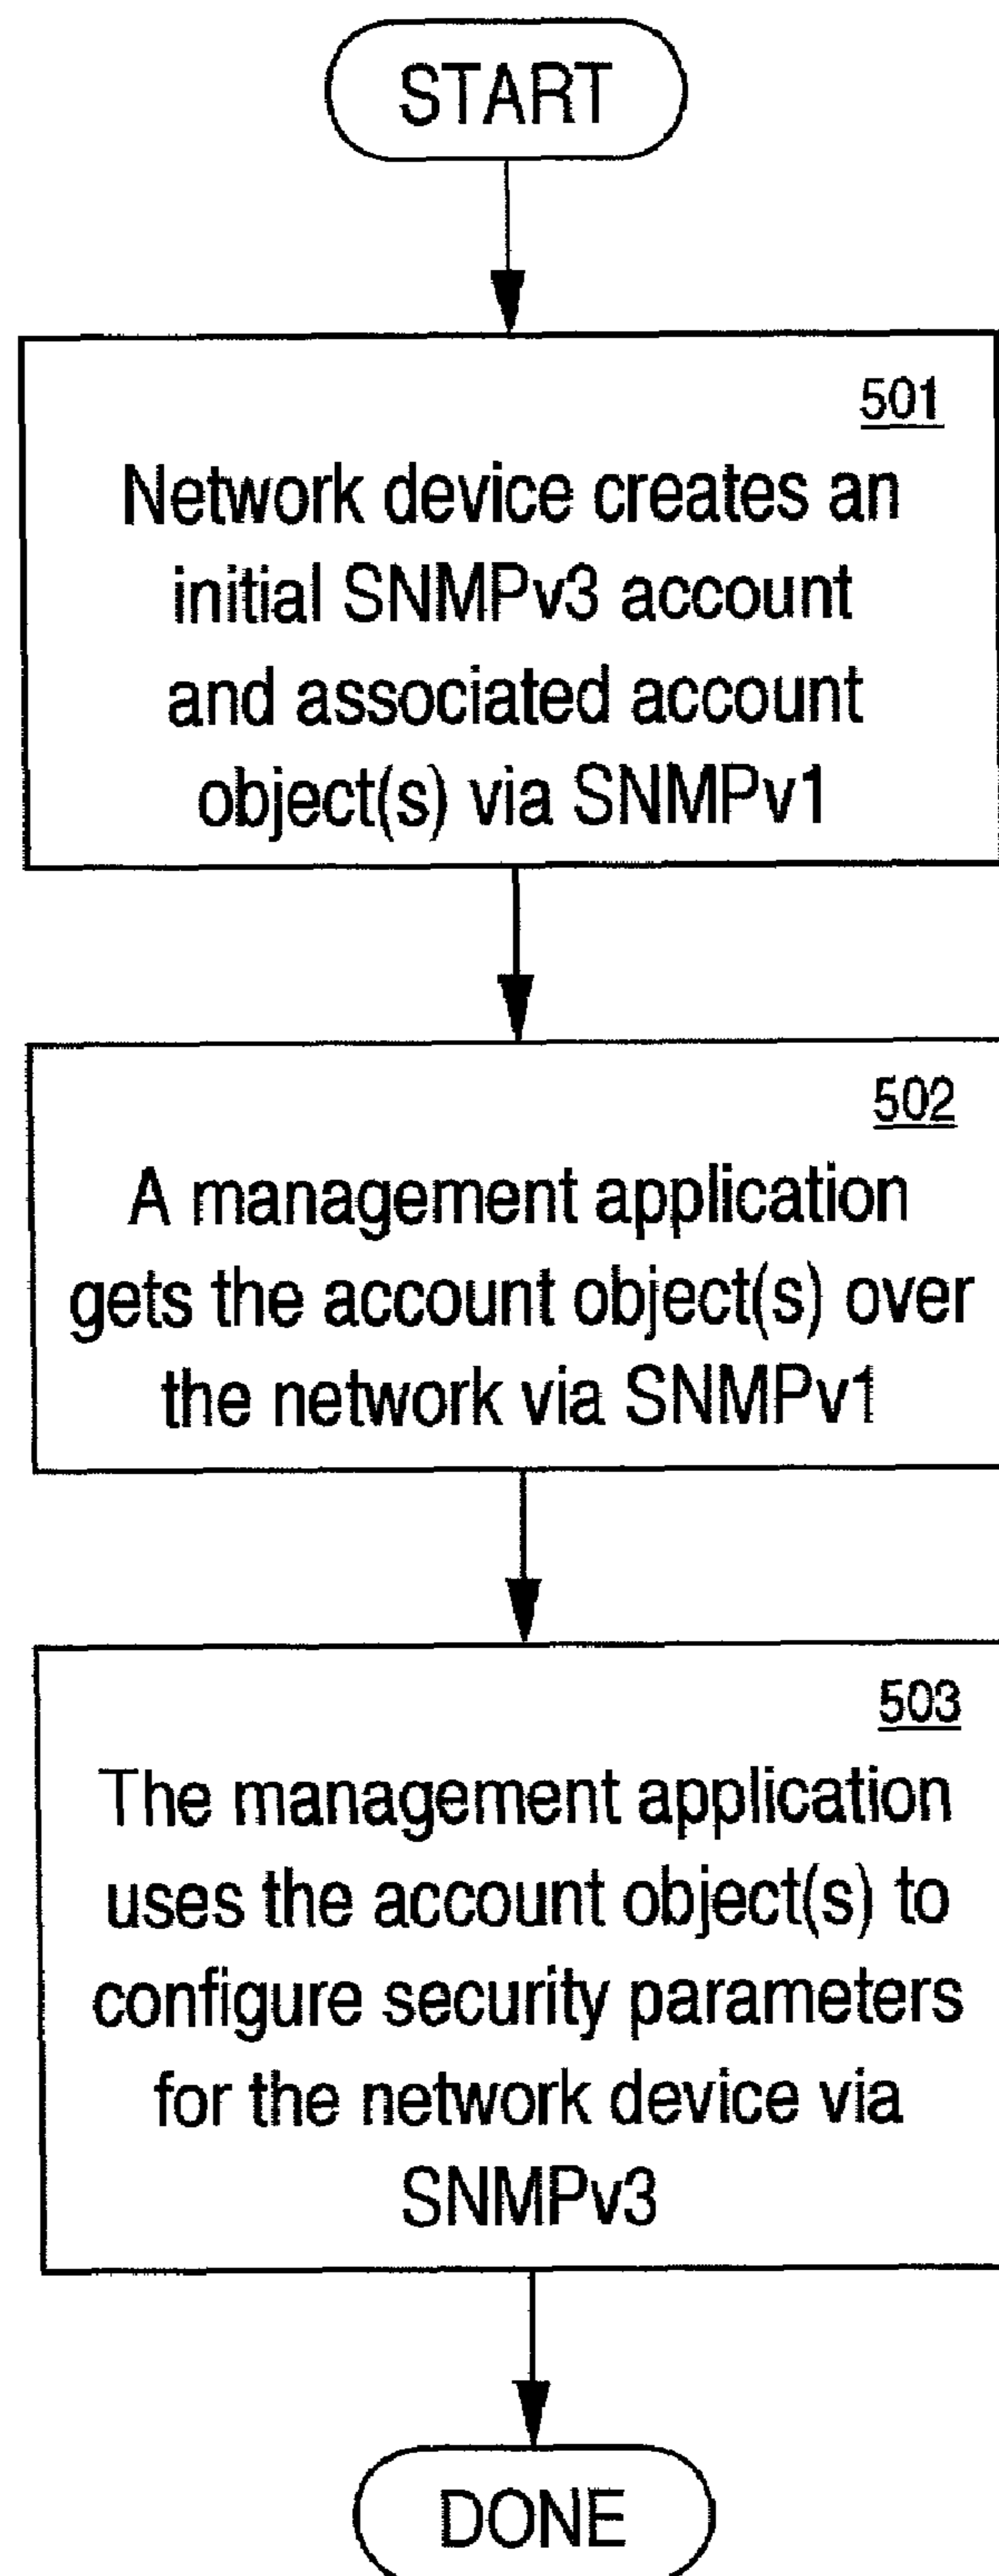 START
501
Network device creates an
initial SNMPv3 account
and associated account
object(s) via SNMPv1
502
A management application
gets the account object(s) over
the network via SNMPv1
503
The management application
uses the account object(s) to
configure security parameters
for the network device via
SNMPv3
DONE